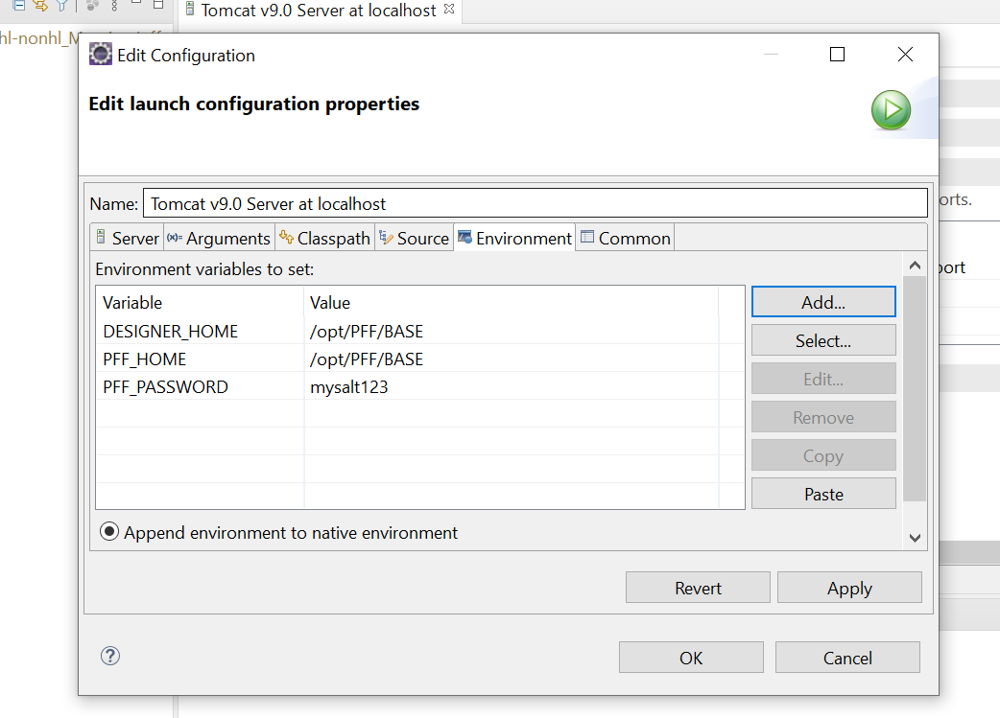 Tomcat v9.0 Server at localhost
hl-nonhl_M
Edit Configuration
Edit launch configuration properties
Name: Tomcat v9.0 Server at localhost
Server (x)= Arguments Classpath Source Environment Common
Environment variables to set:
Variable Value
DESIGNER_HOME /opt/PFF/BASE
PFF_HOME /opt/PFF/BASE
PFF_PASSWORD mysalt123
Add...
Select...
Edit...
Remove
Copy
Paste
Append environment to native environment
Revert Apply
OK Cancel
orts.
port